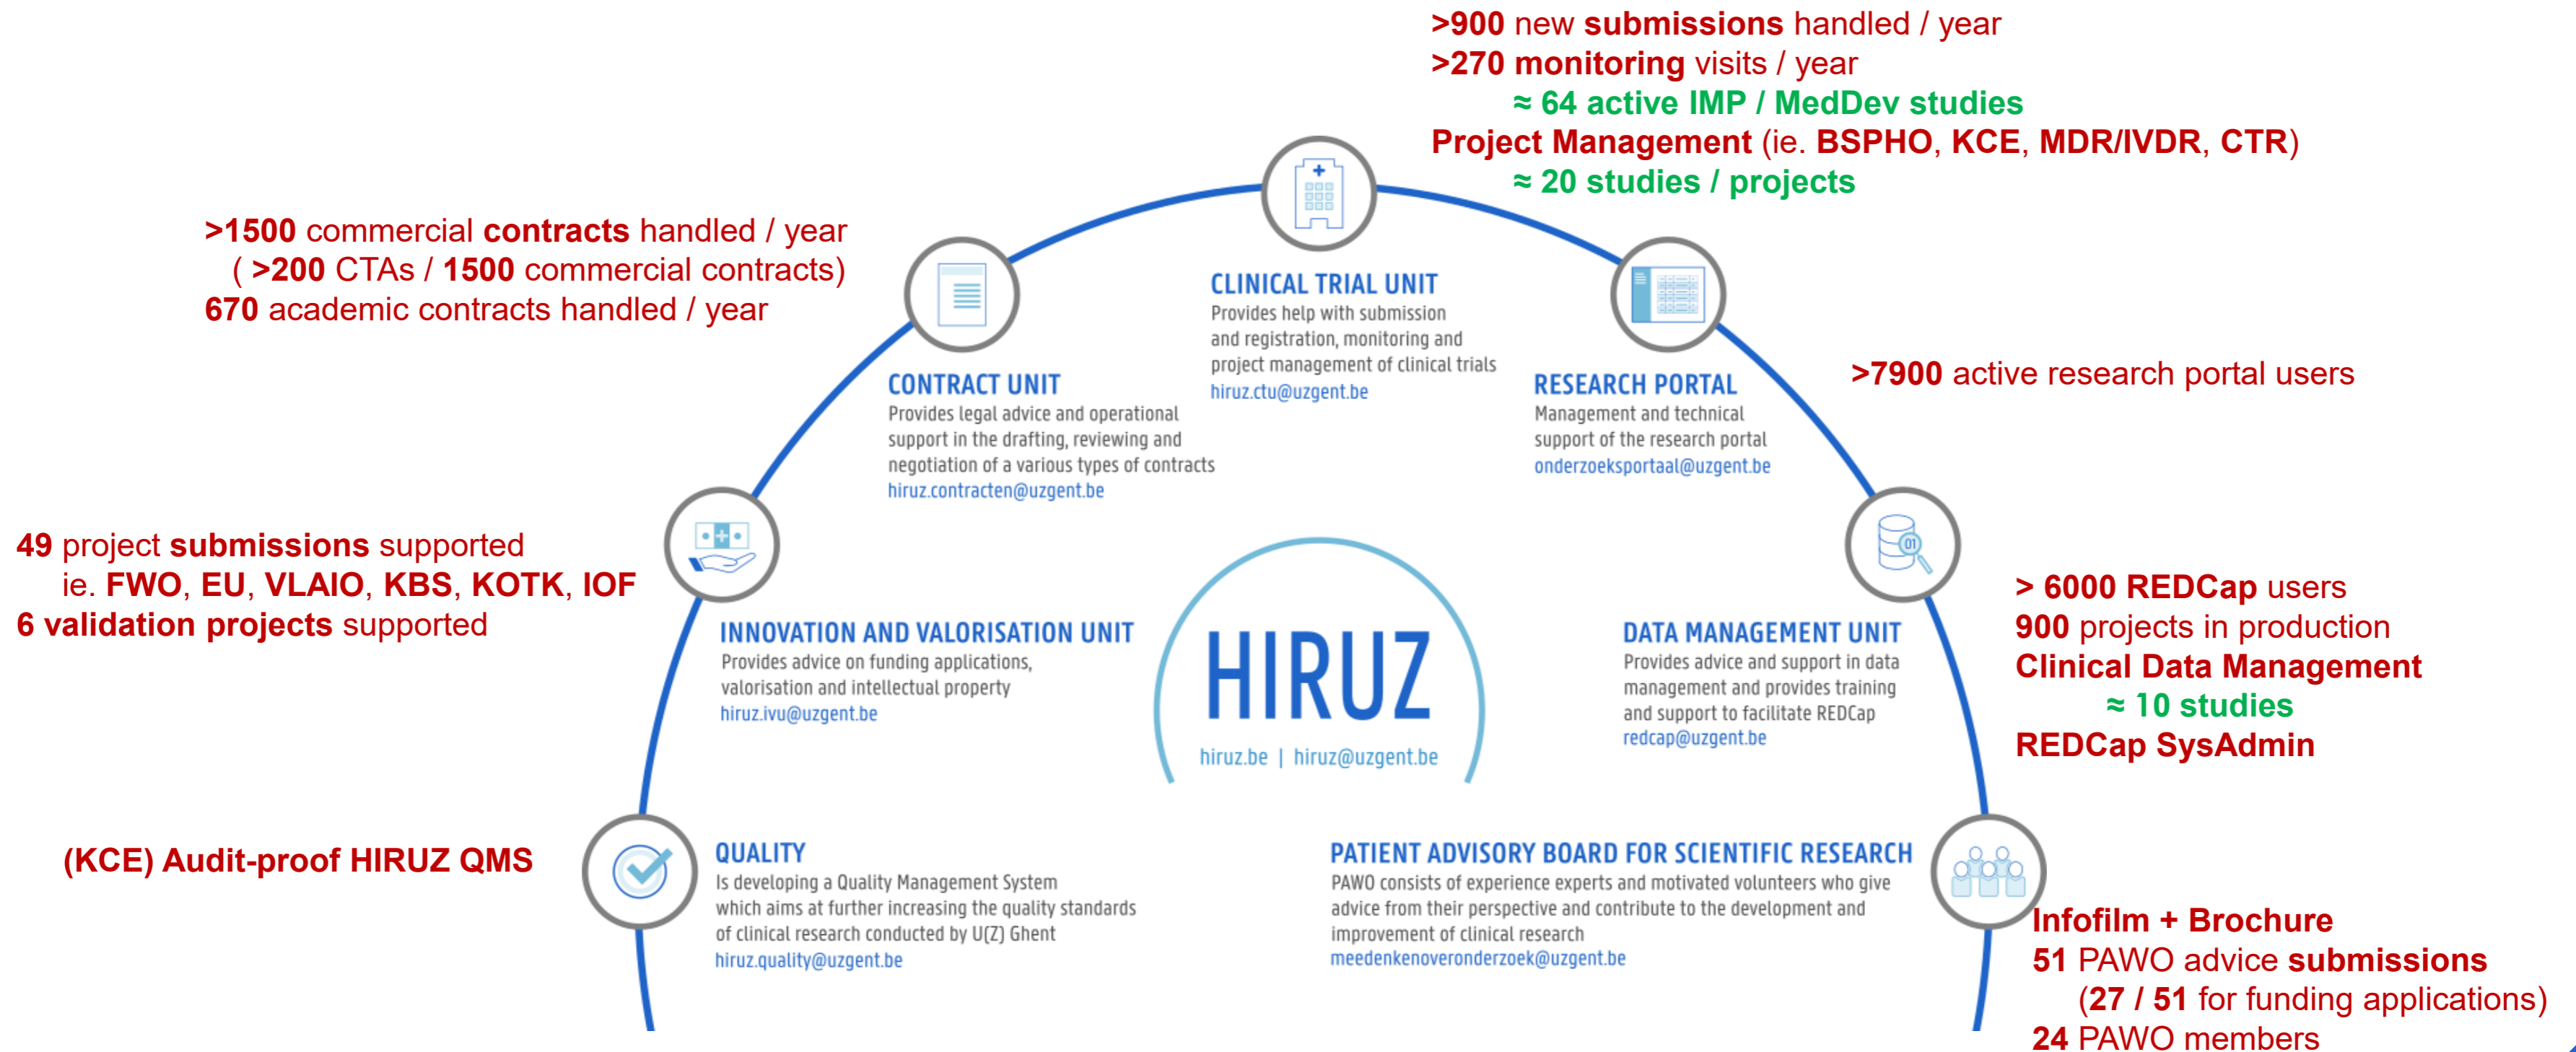 >900 new submissions handled / year
>270 monitoring visits / year
≈ 64 active IMP / MedDev studies
Project Management (ie. BSPHO, KCE, MDR/IVDR, CTR)
≈ 20 studies / projects
>1500 commercial contracts handled / year
( >200 CTAs / 1500 commercial contracts)
670 academic contracts handled / year
CLINICAL TRIAL UNIT
Provides help with submission
and registration, monitoring and
project management of clinical trials
hiruz.ctu@uzgent.be
CONTRACT UNIT
Provides legal advice and operational
support in the drafting, reviewing and
negotiation of a various types of contracts
hiruz.contracten@uzgent.be
RESEARCH PORTAL
Management and technical
support of the research portal
onderzoeksportaal@uzgent.be
>7900 active research portal users
49 project submissions supported
ie. FWO, EU, VLAIO, KBS, KOTK, IOF
6 validation projects supported
INNOVATION AND VALORISATION UNIT
Provides advice on funding applications,
valorisation and intellectual property
hiruz.ivu@uzgent.be
HIRUZ
hiruz.be | hiruz@uzgent.be
01
DATA MANAGEMENT UNIT
Provides advice and support in data
management and provides training
and support to facilitate REDCap
redcap@uzgent.be
> 6000 REDCap users
900 projects in production
Clinical Data Management
≈ 10 studies
REDCap SysAdmin
(KCE) Audit-proof HIRUZ QMS
QUALITY
Is developing a Quality Management System
which aims at further increasing the quality standards
of clinical research conducted by U(Z) Ghent
hiruz.quality@uzgent.be
PATIENT ADVISORY BOARD FOR SCIENTIFIC RESEARCH
PAWO consists of experience experts and motivated volunteers who give
advice from their perspective and contribute to the development and
improvement of clinical research
meedenkenoveronderzoek@uzgent.be
Infofilm + Brochure
51 PAWO advice submissions
(27 / 51 for funding applications)
24 PAWO members